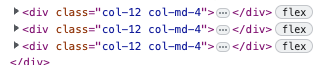 <div class="col-12 col-md-4">⋯</div> flex
<div class="col-12 col-md-4">⋯</div> flex
<div class="col-12 col-md-4">⋯</div> flex
</div>